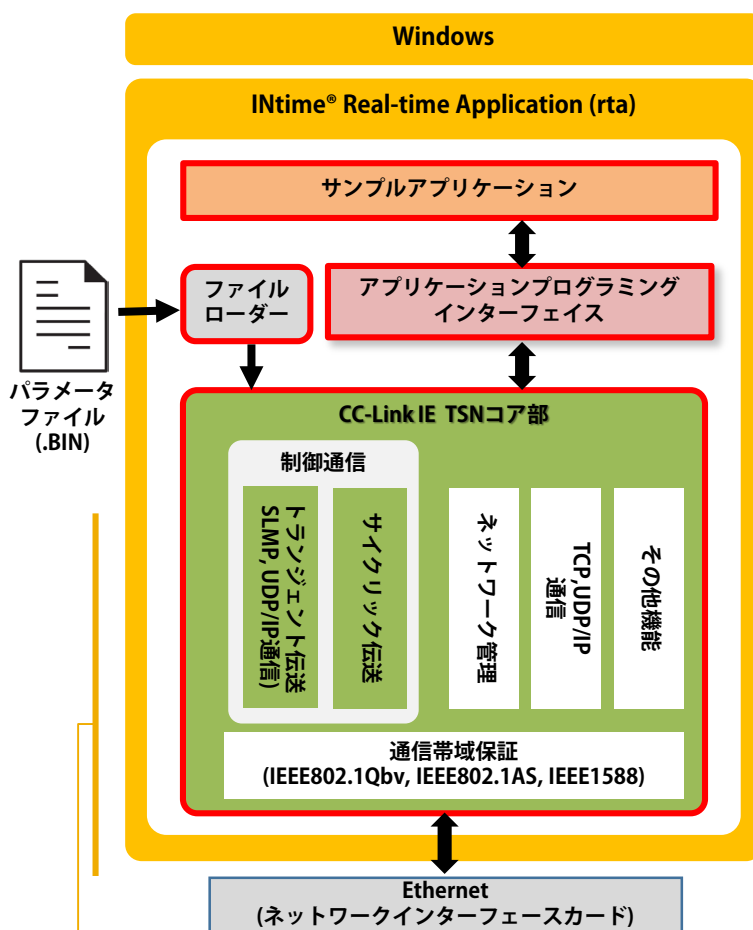 Windows
INtime® Real-time Application (rta)
サンプルアプリケーション
ファイル
ローダー
アプリケーションプログラミング
インターフェイス
パラメータ
ファイル
(.BIN)
CC-Link IE TSNコア部
制御通信
トランジェント伝送
SLMP, UDP/IP通信)
サイクリック伝送
ネットワーク管理
TCP,UDP/IP
通信
その他機能
通信帯域保証
(IEEE802.1Qbv, IEEE802.1AS, IEEE1588)
Ethernet
(ネットワークインターフェースカード)